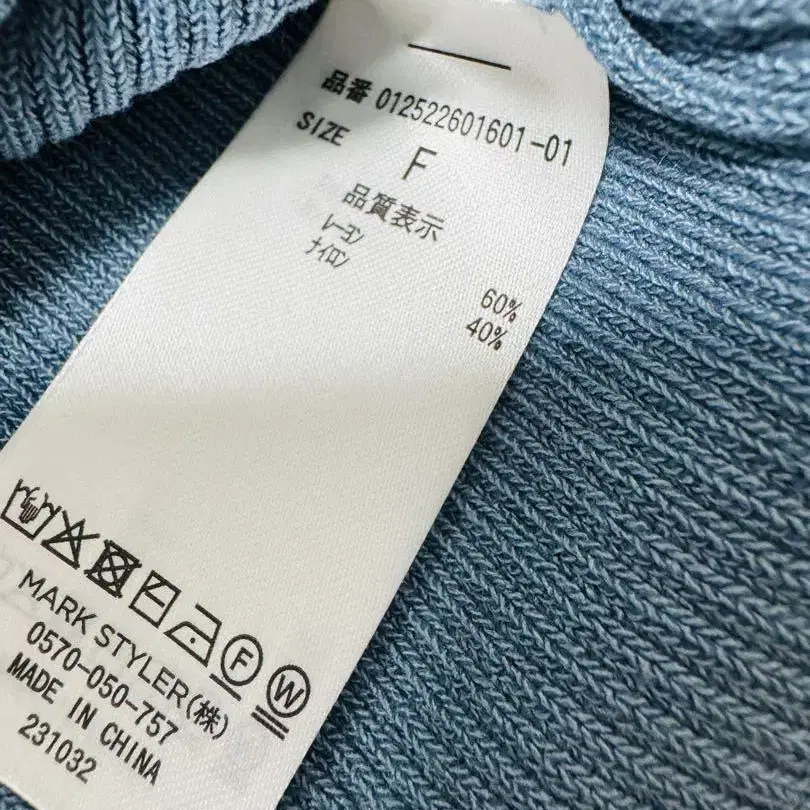 品番 012522601601-01
SIZE F
品質表示
レーヨン 60%
ナイロン 40%
F W
MARK STYLER(株)
0570-050-757
MADE IN CHINA
231032